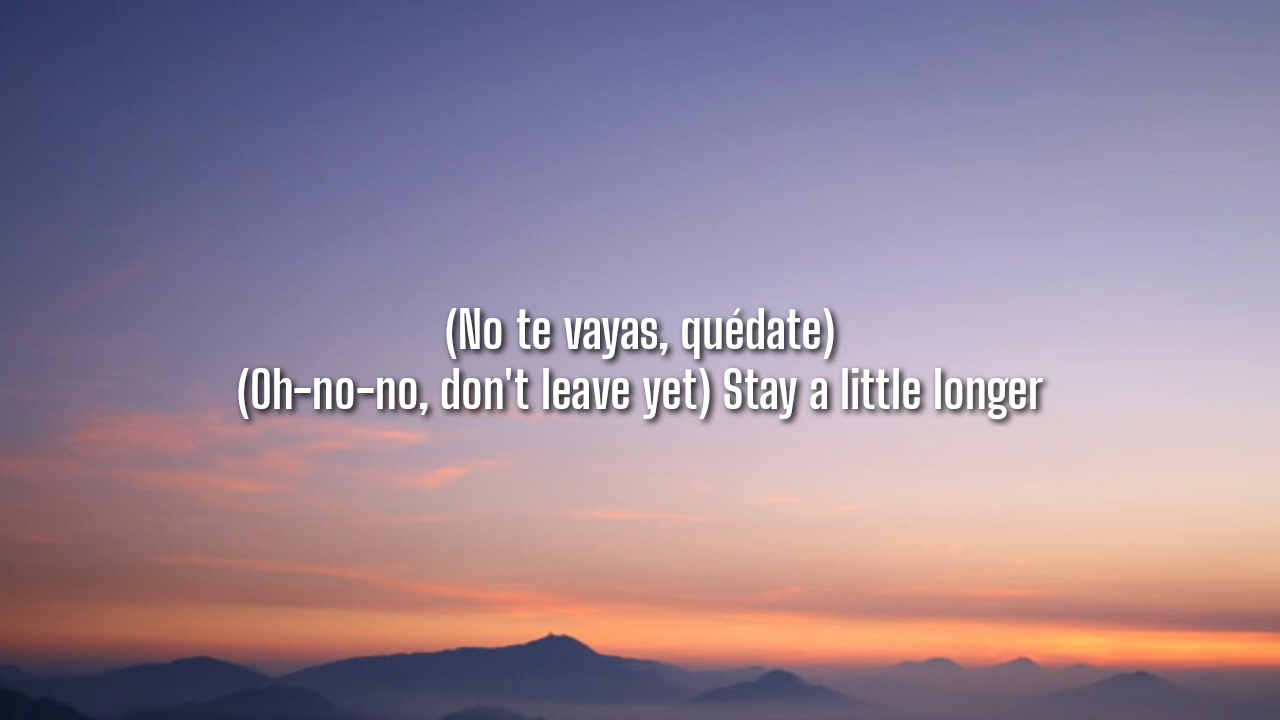 (No te vayas, quédate)
(Oh-no-no, don't leave yet) Stay a little longer